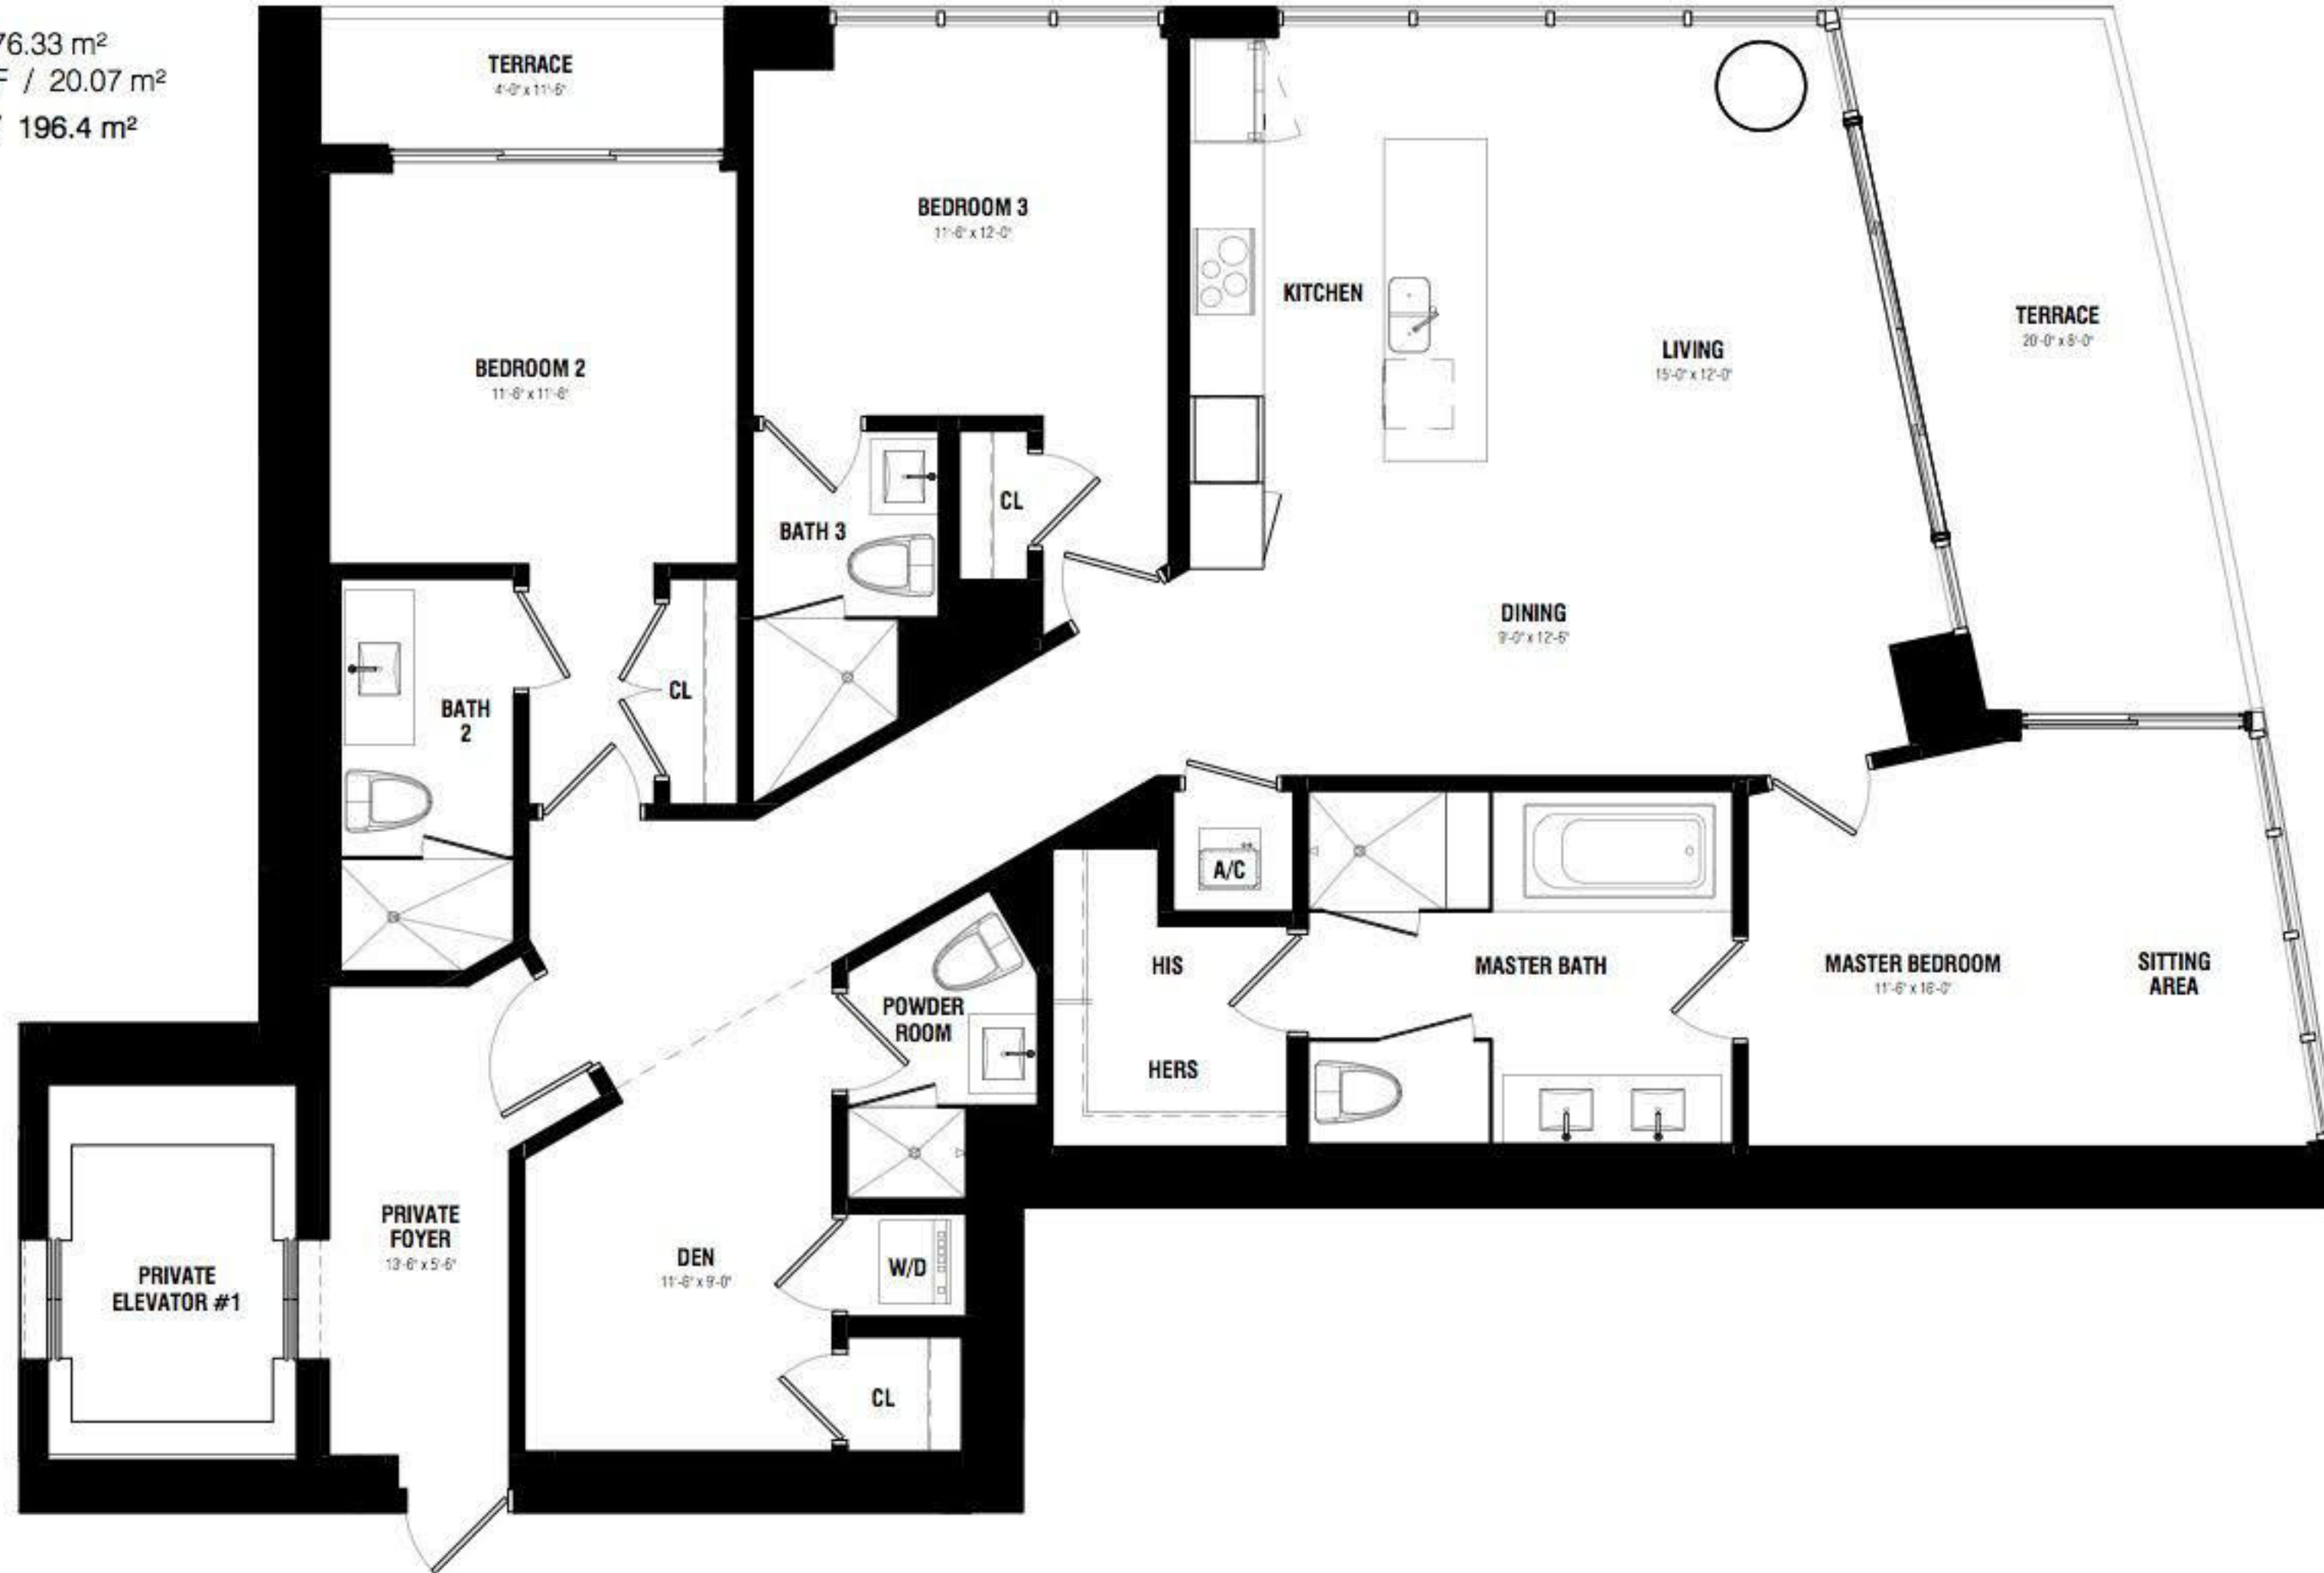 76.33 m²
F / 20.07 m²
/ 196.4 m²
TERRACE
4'-0" x 11'-6"
BEDROOM 3
11'-6" x 12'-0"
BEDROOM 2
11'-6" x 11'-6"
KITCHEN
LIVING
15'-0" x 12'-0"
TERRACE
20'-0" x 8'-0"
BATH 3
CL
DINING
9'-0" x 12'-6"
BATH
2
CL
A/C
HIS
HERS
MASTER BATH
MASTER BEDROOM
11'-6" x 16'-0"
SITTING
AREA
POWDER
ROOM
PRIVATE
FOYER
13'-6" x 5'-6"
DEN
11'-6" x 9'-0"
W/D
PRIVATE
ELEVATOR #1
CL